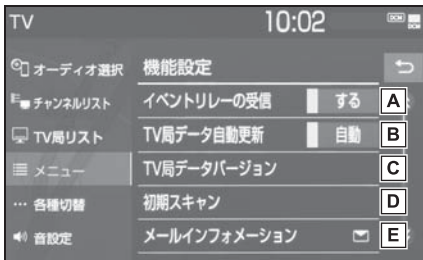 TV
10:02
DCM
DCM
オーディオ選択
チャンネルリスト
TV局リスト
メニュー
各種切替
音設定
機能設定
イベントリレーの受信 する A
TV局データ自動更新 自動 B
TV局データバージョン C
初期スキャン D
メールインフォメーション E